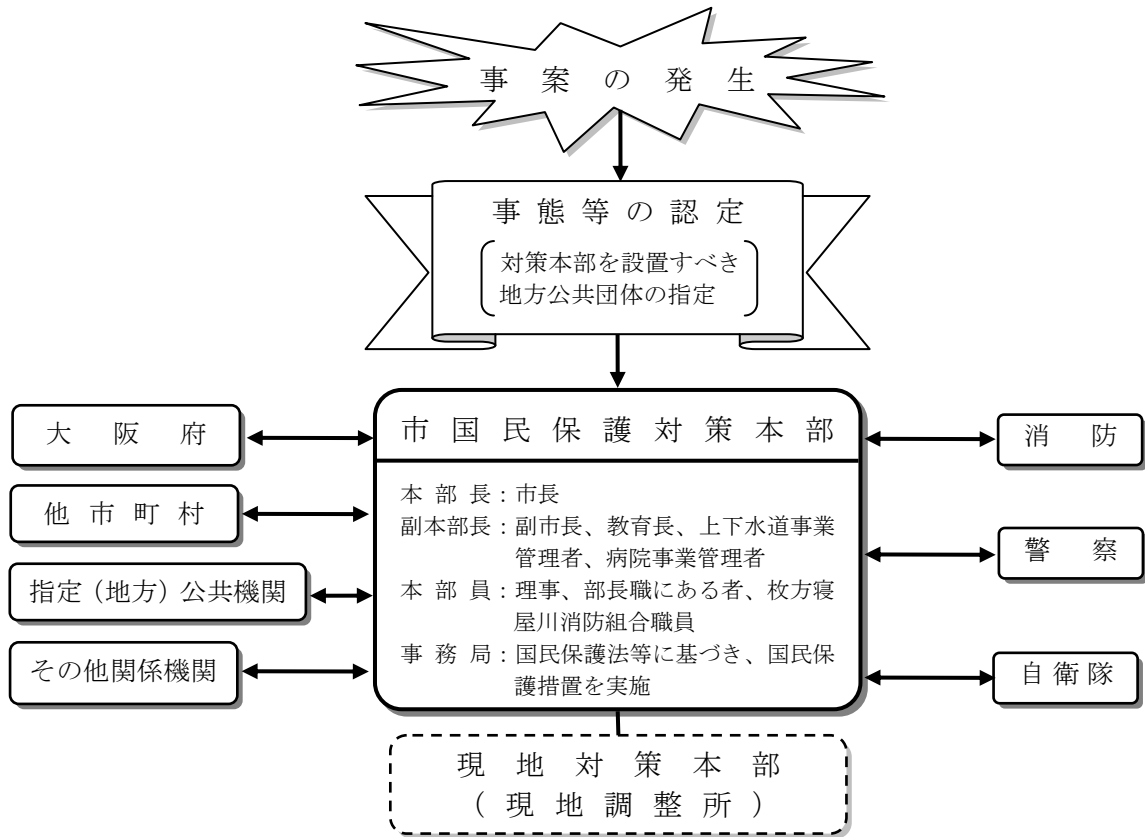 事案の発生
事態等の認定
対策本部を設置すべき
地方公共団体の指定
大阪府
他市町村
指定（地方）公共機関
その他関係機関
市国民保護対策本部
本部長：市長
副本部長：副市長、教育長、上下水道事業
管理者、病院事業管理者
本部員：理事、部長職にある者、枚方寝
屋川消防組合職員
事務局：国民保護法等に基づき、国民保
護措置を実施
消防
警察
自衛隊
現地対策本部
（現地調整所）